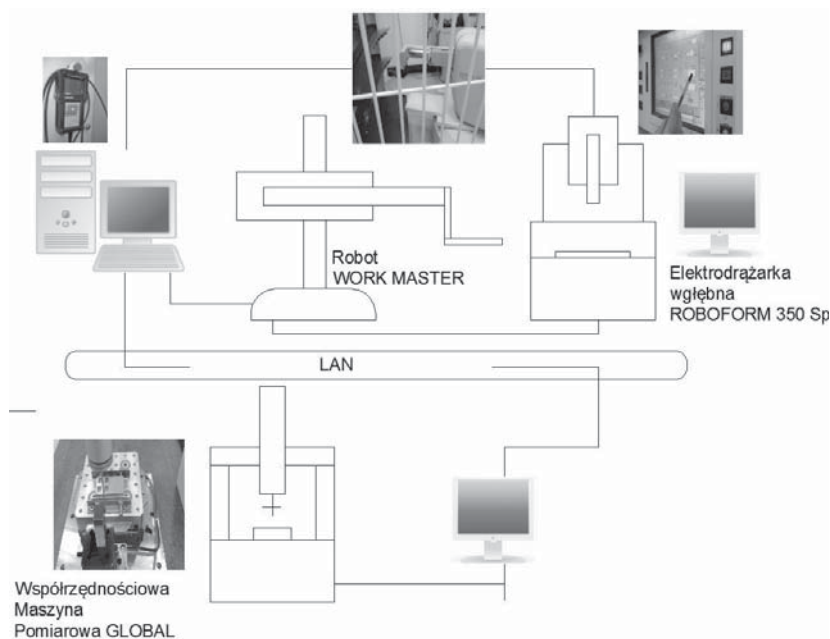 Robot
WORK MASTER
Elektrodrążarka
wgłębna
ROBOFORM 350 Sp
LAN
Współrzędnościowa
Maszyna
Pomiarowa GLOBAL